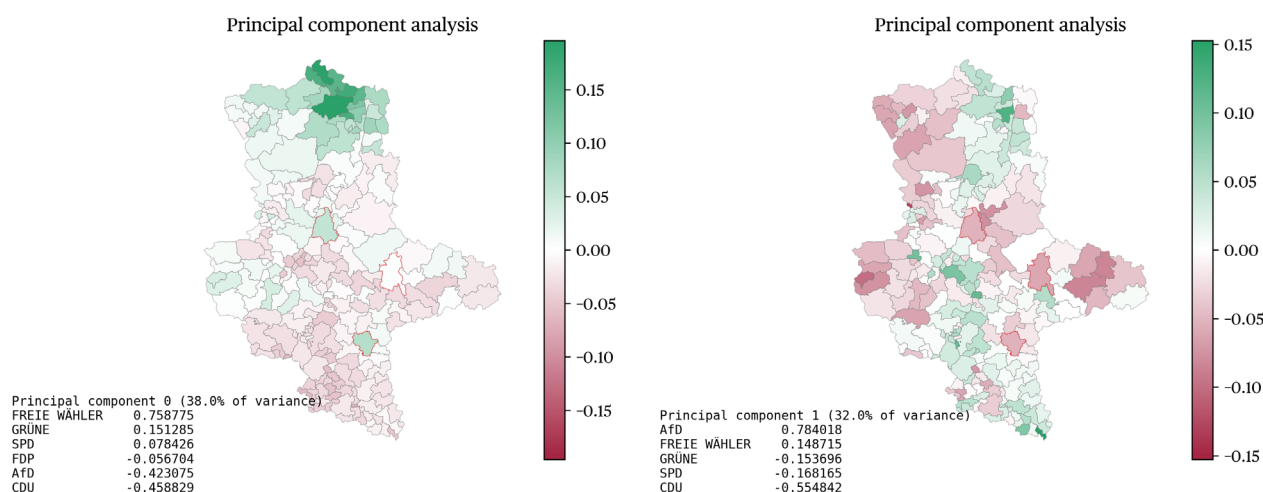 Principal component analysis
0.15
0.10
0.05
0.00
−0.05
−0.10
−0.15
Principal component 0 (38.0% of variance)
FREIE WÄHLER 0.758775
GRÜNE 0.151285
SPD 0.078426
FDP -0.056704
AfD -0.423075
CDU -0.458829
Principal component analysis
0.15
0.10
0.05
0.00
−0.05
−0.10
−0.15
Principal component 1 (32.0% of variance)
AfD 0.784018
FREIE WÄHLER 0.148715
GRÜNE -0.153696
SPD -0.168165
CDU -0.554842